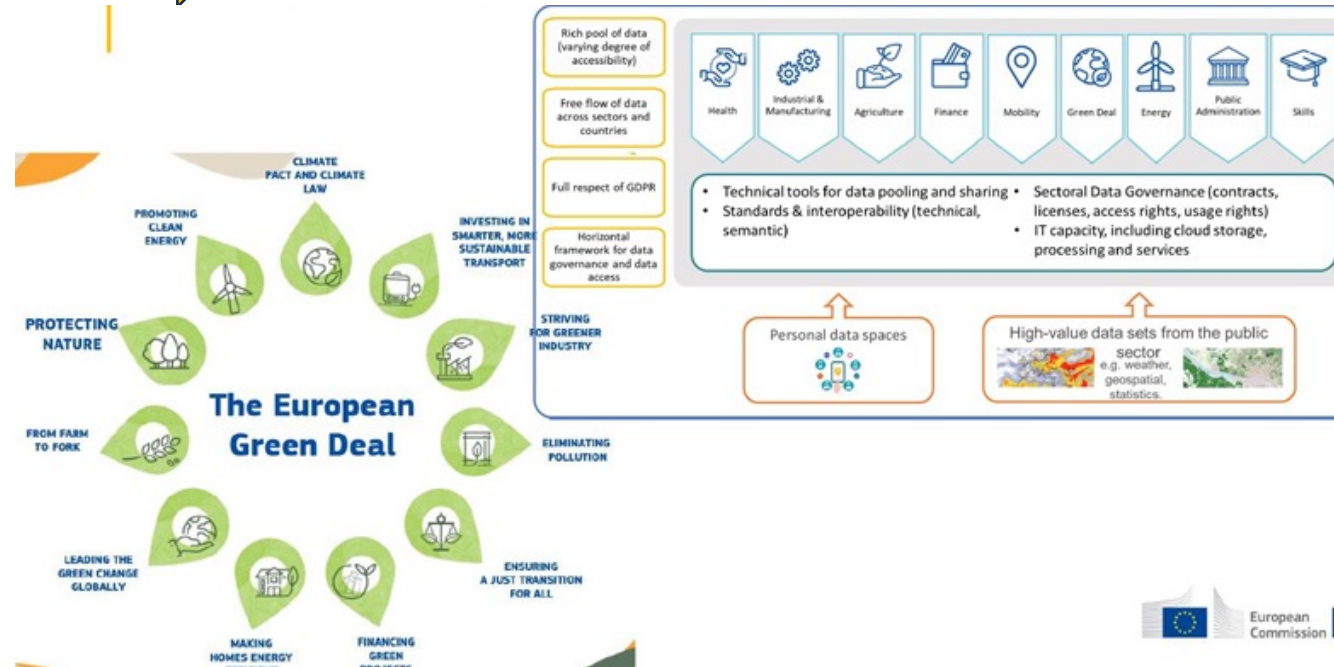 CLIMATE
PACT AND CLIMATE
LAW
PROMOTING
CLEAN
ENERGY
INVESTING IN
SMARTER, MORE
SUSTAINABLE
TRANSPORT
PROTECTING
NATURE
STRIVING
FOR GREENER
INDUSTRY
The European
Green Deal
FROM FARM
TO FORK
ELIMINATING
POLLUTION
LEADING THE
GREEN CHANGE
GLOBALLY
ENSURING
A JUST TRANSITION
FOR ALL
MAKING
HOMES ENERGY
FINANCING
GREEN
Rich pool of data
(varying degree of
accessibility)
Free flow of data
across sectors and
countries
Full respect of GDPR
Horizontal
framework for data
governance and data
access
Health
Industrial &
Manufacturing
Agriculture
Finance
Mobility
Green Deal
Energy
Public
Administration
Skills
• Technical tools for data pooling and sharing
• Standards & interoperability (technical,
semantic)
• Sectoral Data Governance (contracts,
licenses, access rights, usage rights)
• IT capacity, including cloud storage,
processing and services
Personal data spaces
High-value data sets from the public
sector
e.g. weather,
geospatial,
statistics.
European
Commission